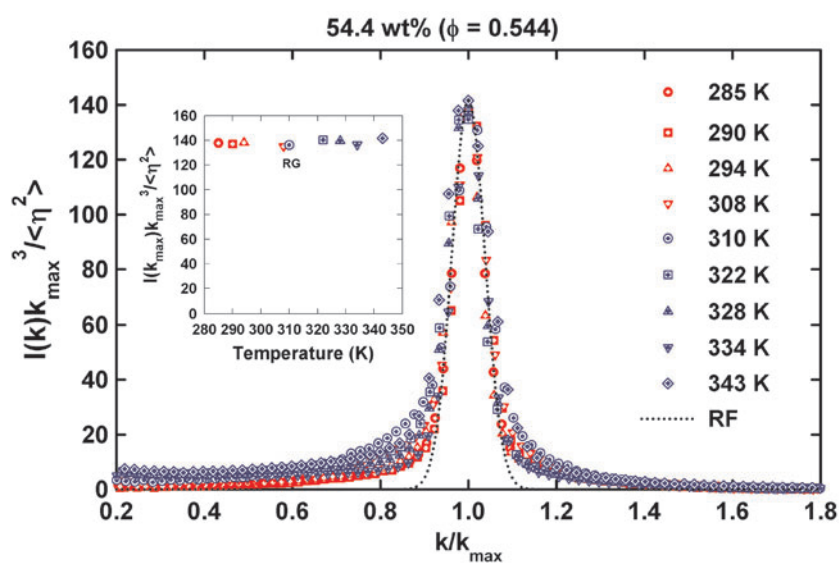 54.4 wt% (ϕ = 0.544)
I(k)k_max^3/<η^2>
160
140
120
100
80
60
40
20
0
0.2 0.4 0.6 0.8 1.0 1.2 1.4 1.6 1.8
k/k_max
I(k_max)k_max^3/<η^2>
160
140
120
100
80
60
40
20
0
RG
280 290 300 310 320 330 340 350
Temperature (K)
285 K
290 K
294 K
308 K
310 K
322 K
328 K
334 K
343 K
RF